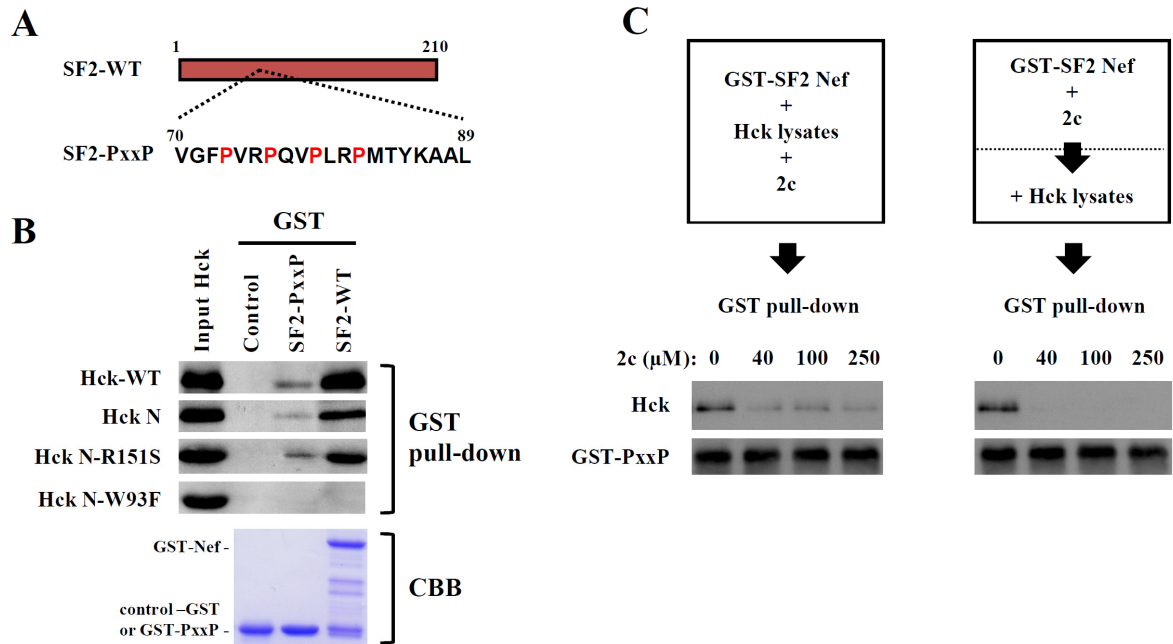 A
1 210
SF2-WT
70 89
SF2-PxxP VGFPVRPQVPLRPMTYKAAL
B
GST
Input Hck
Control
SF2-PxxP
SF2-WT
Hck-WT
Hck N
Hck N-R151S
Hck N-W93F
GST
pull-down
GST-Nef -
control –GST
or GST-PxxP -
CBB
C
GST-SF2 Nef
+
Hck lysates
+
2c
GST pull-down
GST-SF2 Nef
+
2c
+ Hck lysates
GST pull-down
2c (μM): 0 40 100 250 0 40 100 250
Hck
GST-PxxP